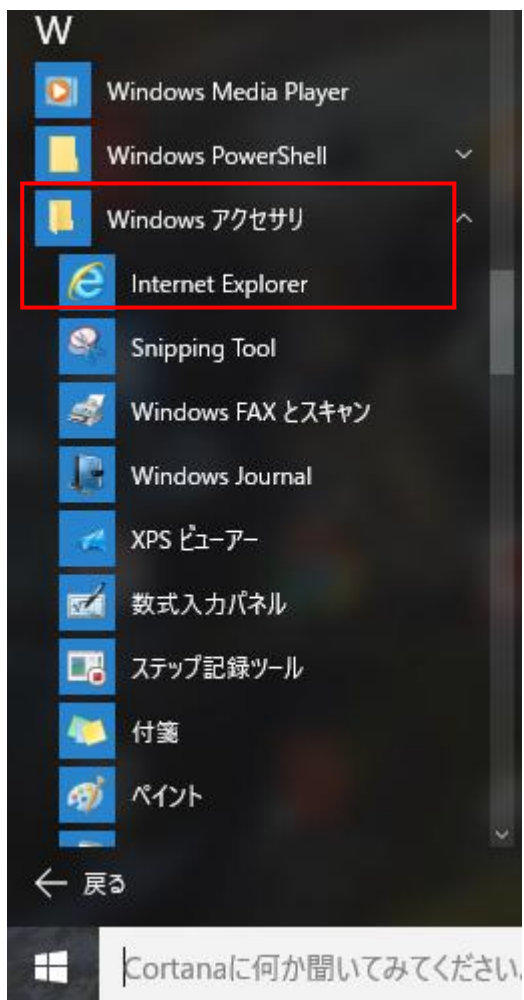 W
Windows Media Player
Windows PowerShell
Windows アクセサリ
Internet Explorer
Snipping Tool
Windows FAX とスキャン
Windows Journal
XPS ビューアー
数式入力パネル
ステップ記録ツール
付箋
ペイント
戻る
Cortanaに何か聞いてみてください。